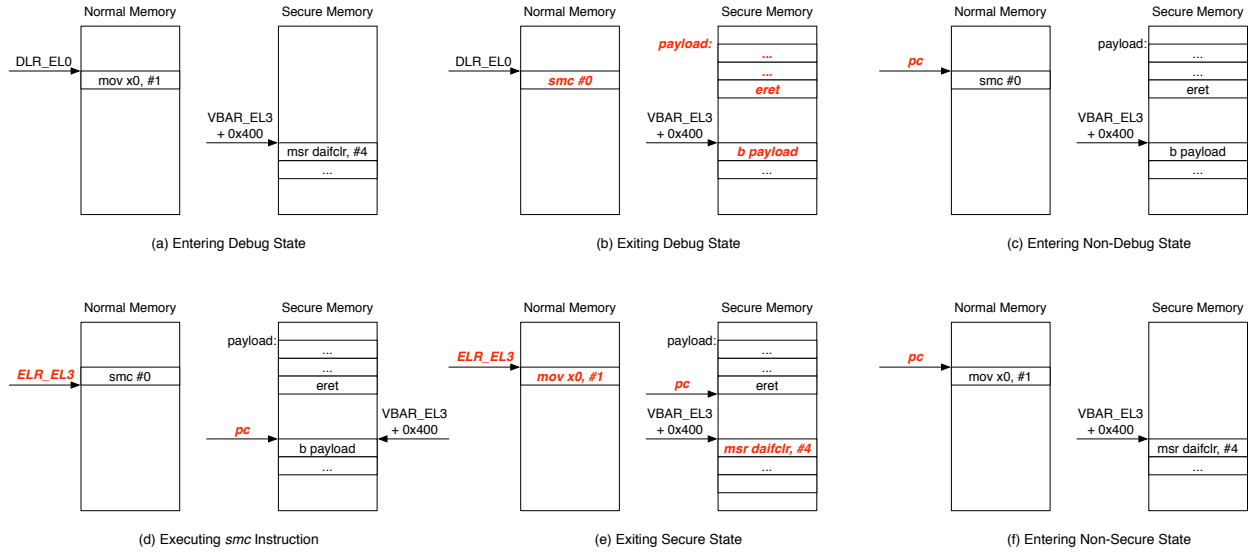 Normal Memory
Secure Memory
DLR_EL0
mov x0, #1
VBAR_EL3
+ 0x400
msr daifclr, #4
...
(a) Entering Debug State
Normal Memory
Secure Memory
payload:
DLR_EL0
smc #0
...
...
eret
VBAR_EL3
+ 0x400
b payload
...
(b) Exiting Debug State
Normal Memory
Secure Memory
payload:
pc
smc #0
...
...
eret
VBAR_EL3
+ 0x400
b payload
...
(c) Entering Non-Debug State
Normal Memory
Secure Memory
payload:
ELR_EL3
smc #0
...
...
eret
pc
VBAR_EL3
+ 0x400
b payload
...
(d) Executing smc Instruction
Normal Memory
Secure Memory
payload:
ELR_EL3
mov x0, #1
...
...
eret
pc
VBAR_EL3
+ 0x400
msr daifclr, #4
...
(e) Exiting Secure State
Normal Memory
Secure Memory
pc
mov x0, #1
VBAR_EL3
+ 0x400
msr daifclr, #4
...
(f) Entering Non-Secure State